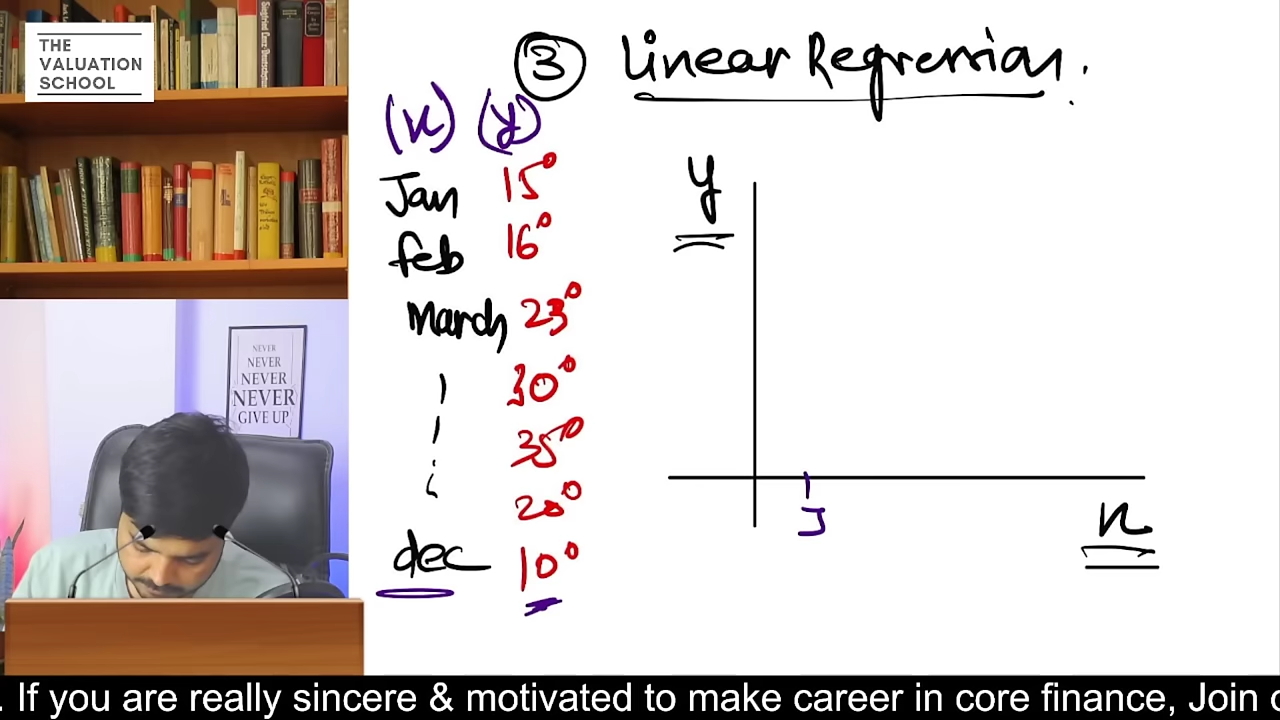 THE
VALUATION
SCHOOL
NEVER
NEVER
NEVER
NEVER
GIVE UP
③ Linear Regression.
(x) (y)
Jan 15°
feb 16°
March 23°
30°
35°
20°
dec 10°
y
J
x
. If you are really sincere & motivated to make career in core finance, Join